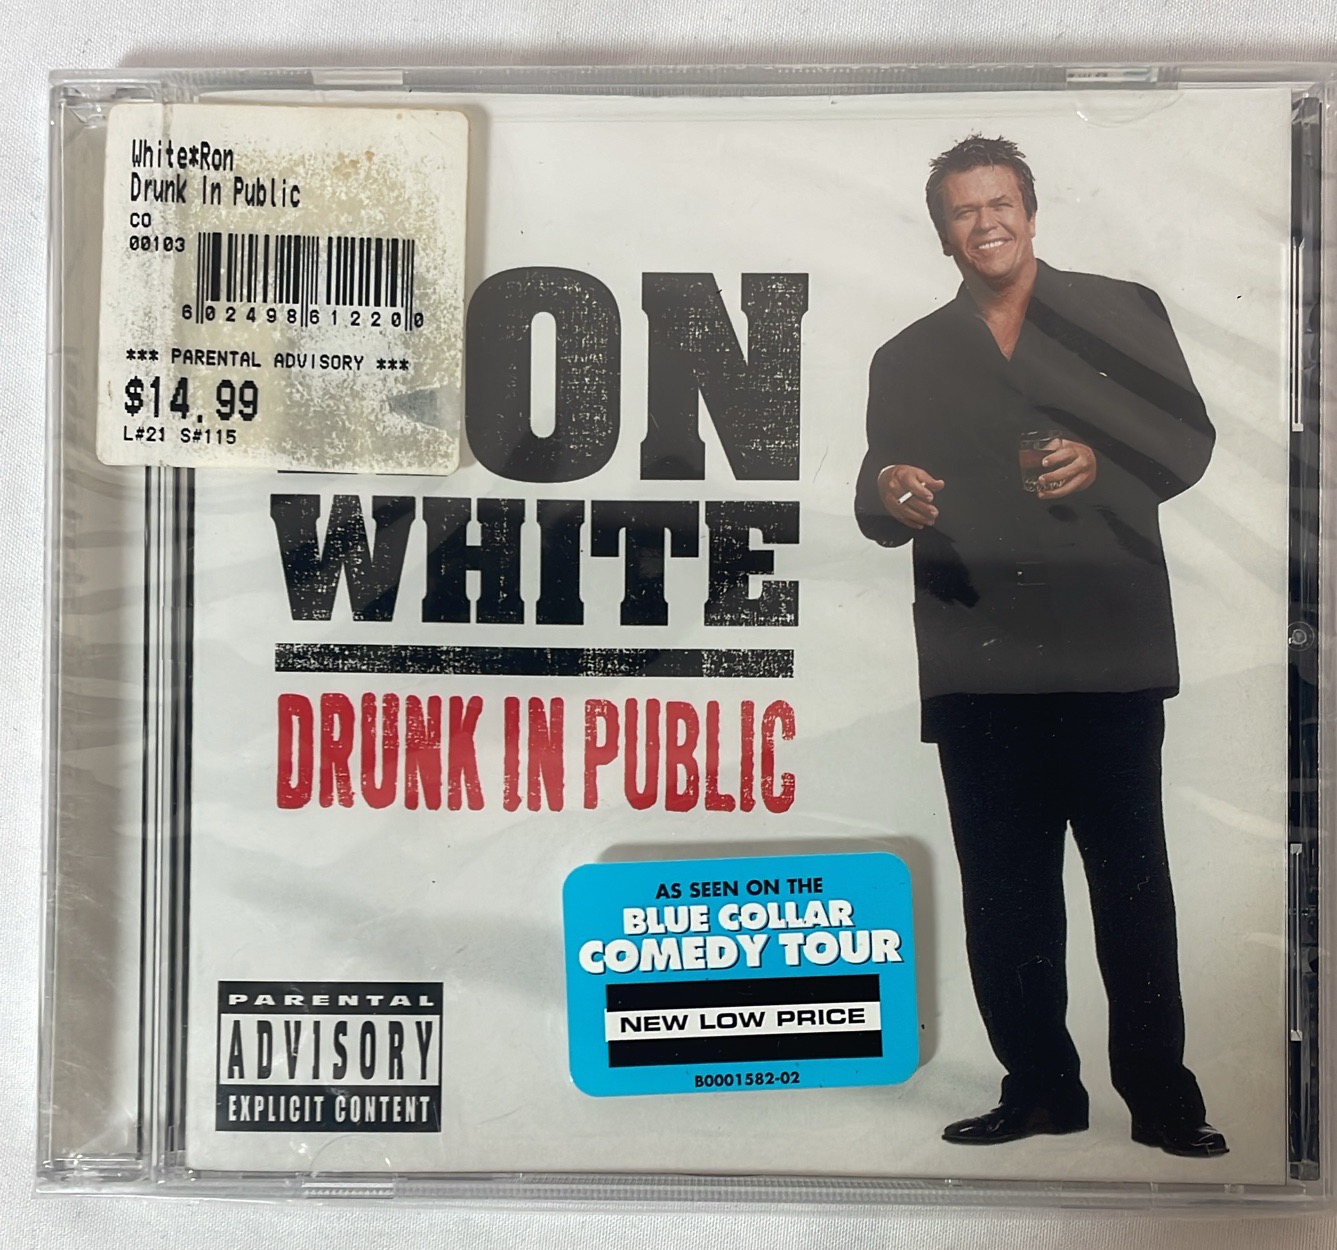 White*Ron
Drunk In Public
CO
00103
6 02498 61220 0
*** PARENTAL ADVISORY ***
$14.99
L#21 S#115
ON
WHITE
DRUNK IN PUBLIC
AS SEEN ON THE
BLUE COLLAR
COMEDY TOUR
NEW LOW PRICE
B0001582-02
PARENTAL
ADVISORY
EXPLICIT CONTENT